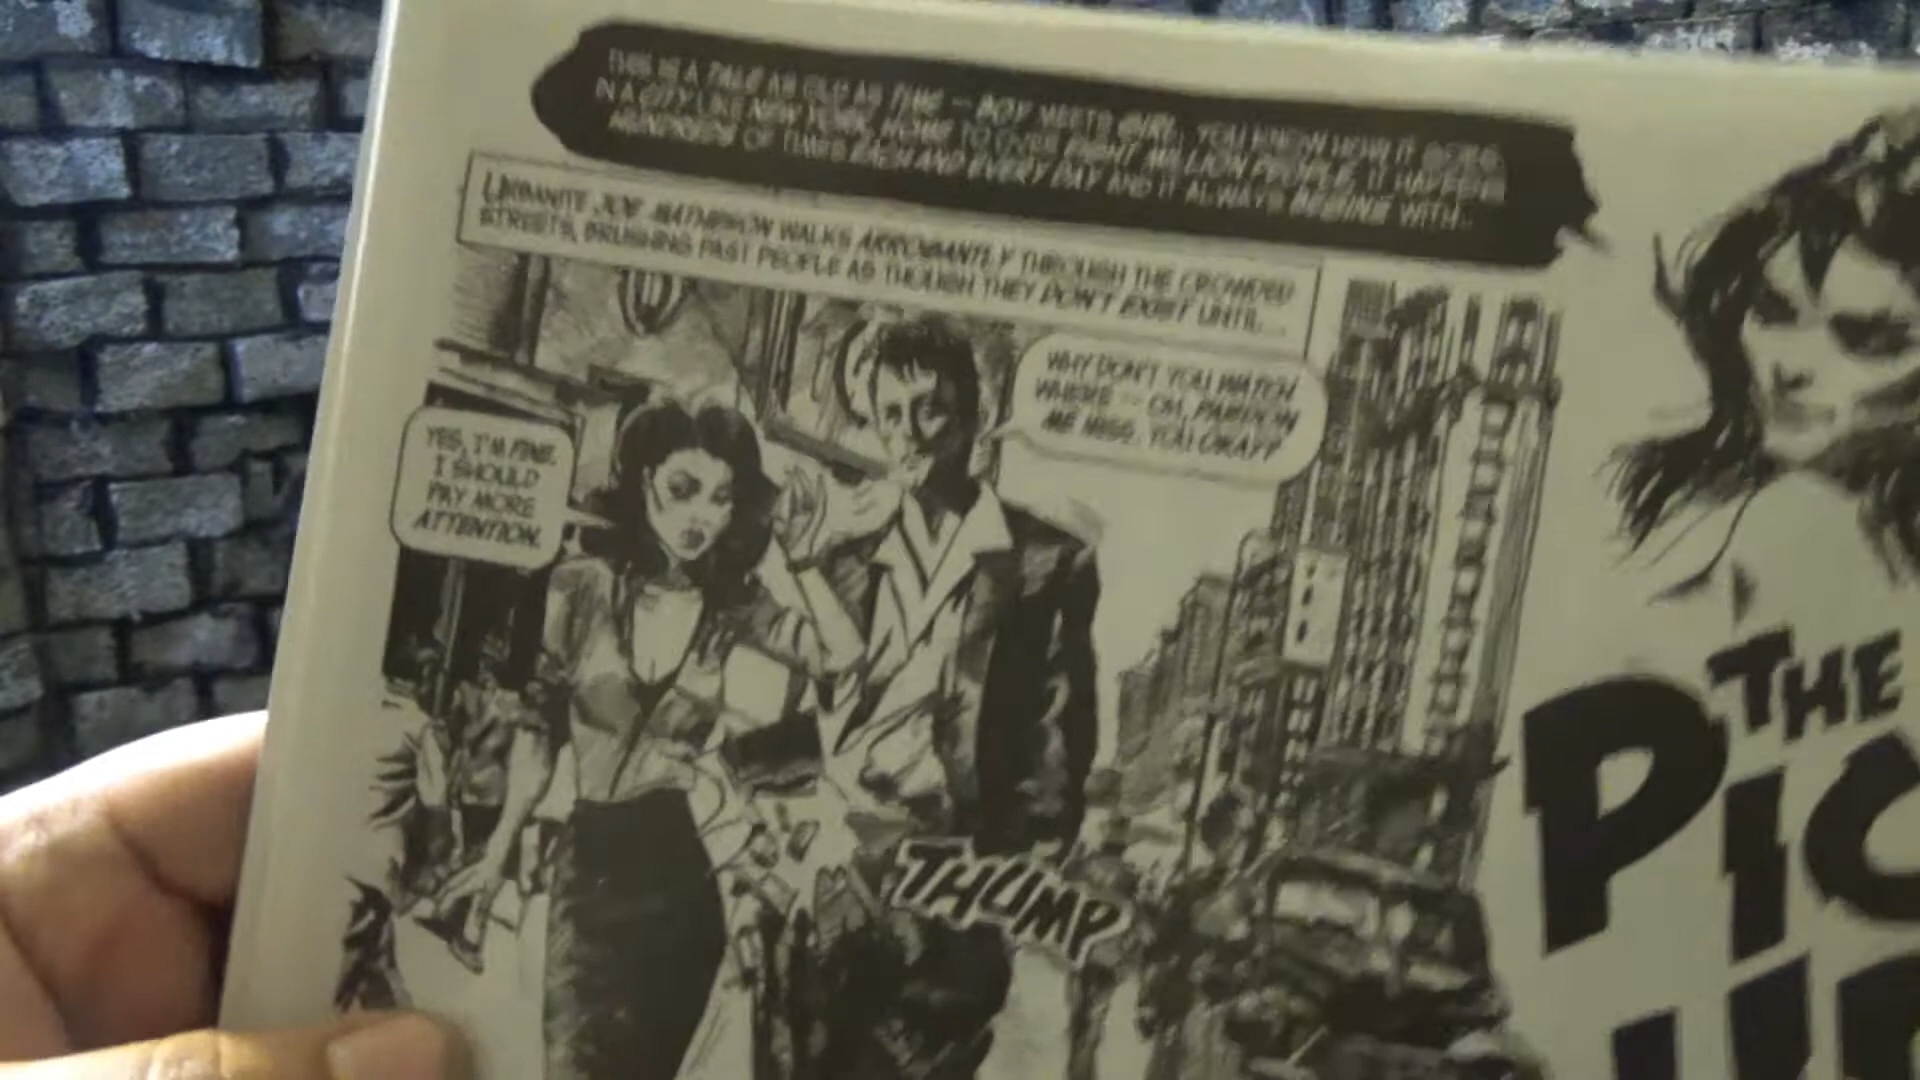 THIS IS A TALE AS OLD AS TIME -- BOY MEETS GIRL. YOU KNOW HOW IT GOES.
IN A CITY LIKE NEW YORK, HOME TO OVER EIGHT MILLION PEOPLE, IT HAPPENS
HUNDREDS OF TIMES EACH AND EVERY DAY AND IT ALWAYS BEGINS WITH...
URBANITE JOE MATHESON WALKS ARROGANTLY THROUGH THE CROWDED
STREETS, BRUSHING PAST PEOPLE AS THOUGH THEY DON'T EXIST UNTIL...
WHY DON'T YOU WATCH
WHERE -- OH, PARDON
ME MISS. YOU OKAY?
YES, I'M FINE.
I SHOULD
PAY MORE
ATTENTION.
THUMP
THE
PIC